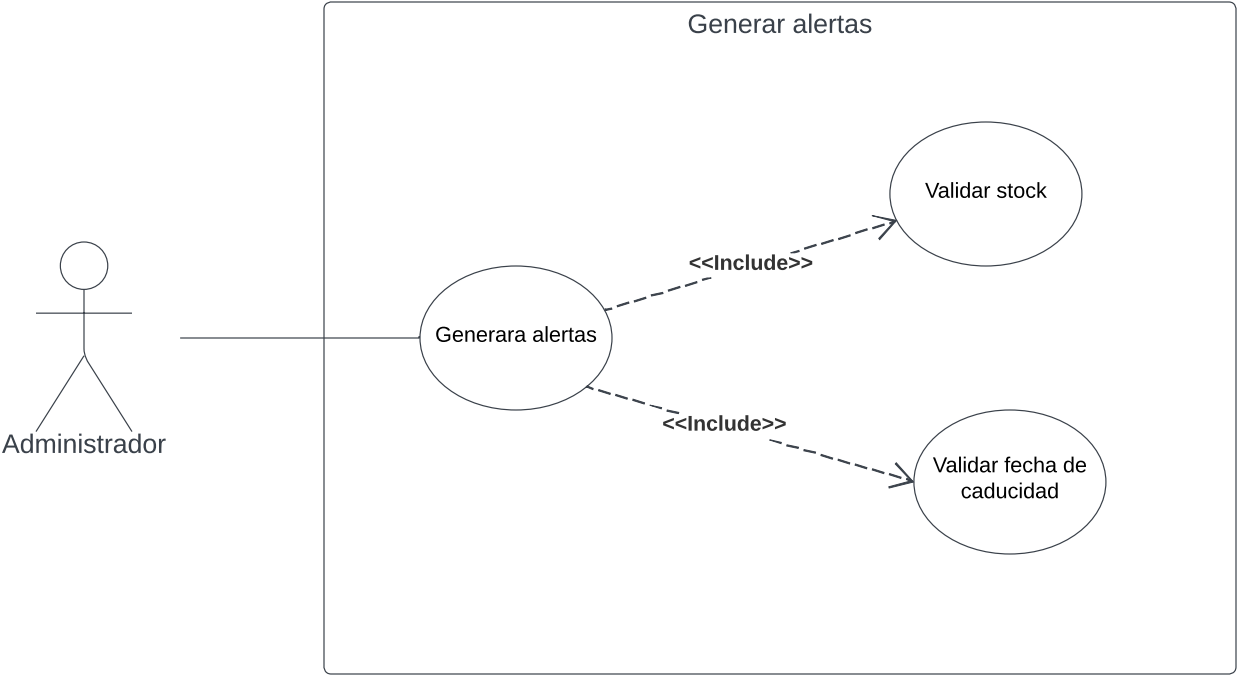 Generar alertas
Validar stock
<<Include>>
Generara alertas
<<Include>>
Administrador
Validar fecha de
caducidad